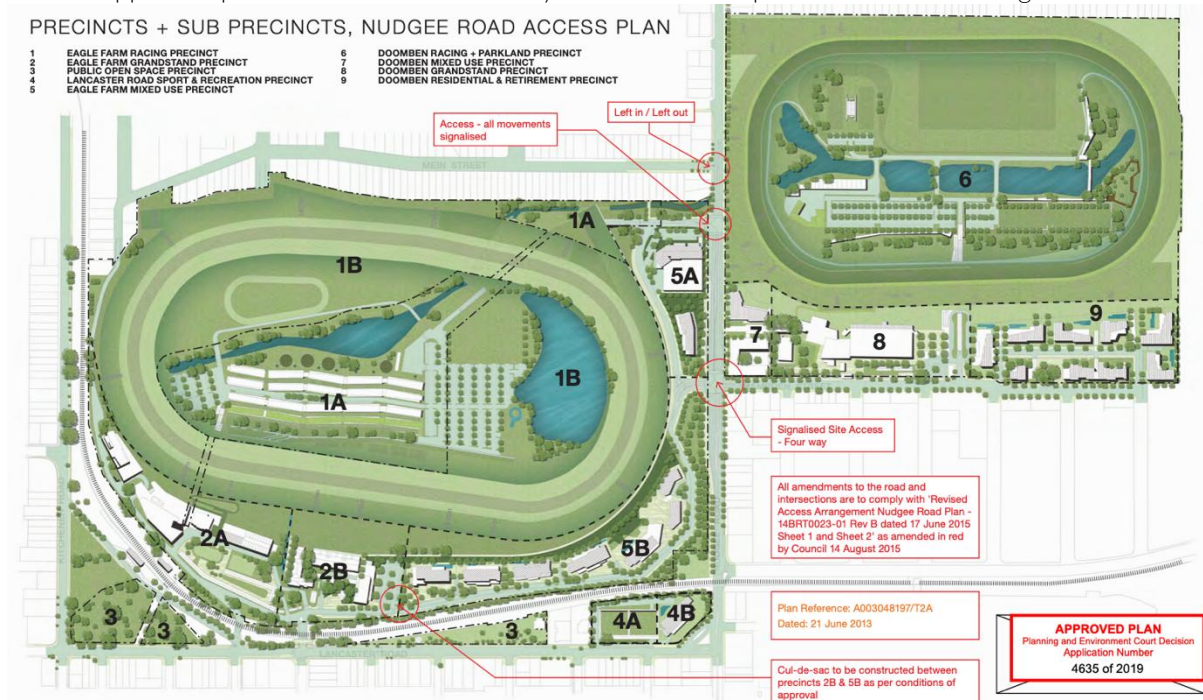 PRECINCTS + SUB PRECINCTS, NUDGEE ROAD ACCESS PLAN
1 EAGLE FARM RACING PRECINCT
2 EAGLE FARM GRANDSTAND PRECINCT
3 PUBLIC OPEN SPACE PRECINCT
4 LANCASTER ROAD SPORT & RECREATION PRECINCT
5 EAGLE FARM MIXED USE PRECINCT
6 DOOMBEN RACING + PARKLAND PRECINCT
7 DOOMBEN MIXED USE PRECINCT
8 DOOMBEN GRANDSTAND PRECINCT
9 DOOMBEN RESIDENTIAL & RETIREMENT PRECINCT
Left in / Left out
Access - all movements
signalised
MEIN STREET
1A
6
1B
5A
9
7
8
1B
1A
Signalised Site Access
- Four way
All amendments to the road and
intersections are to comply with 'Revised
Access Arrangement Nudgee Road Plan -
14BRT0023-01 Rev B dated 17 June 2015
Sheet 1 and Sheet 2' as amended in red
by Council 14 August 2015
2A
5B
2B
3
3
3
4A
4B
LANCASTER ROAD
Plan Reference: A003048197/T2A
Dated: 21 June 2013
Cul-de-sac to be constructed between
precincts 2B & 5B as per conditions of
approval
APPROVED PLAN
Planning and Environment Court Decision
Application Number
4635 of 2019